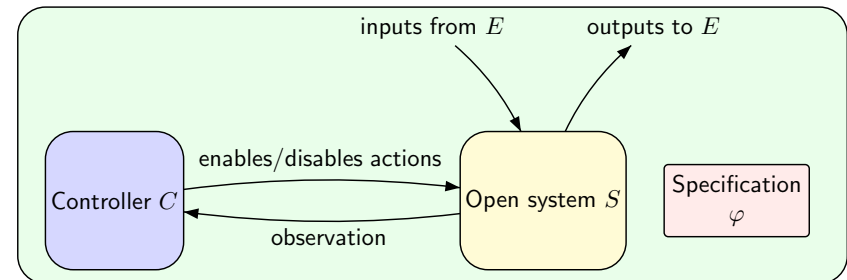 inputs from E
outputs to E
enables/disables actions
Controller C
Open system S
Specification
φ
observation